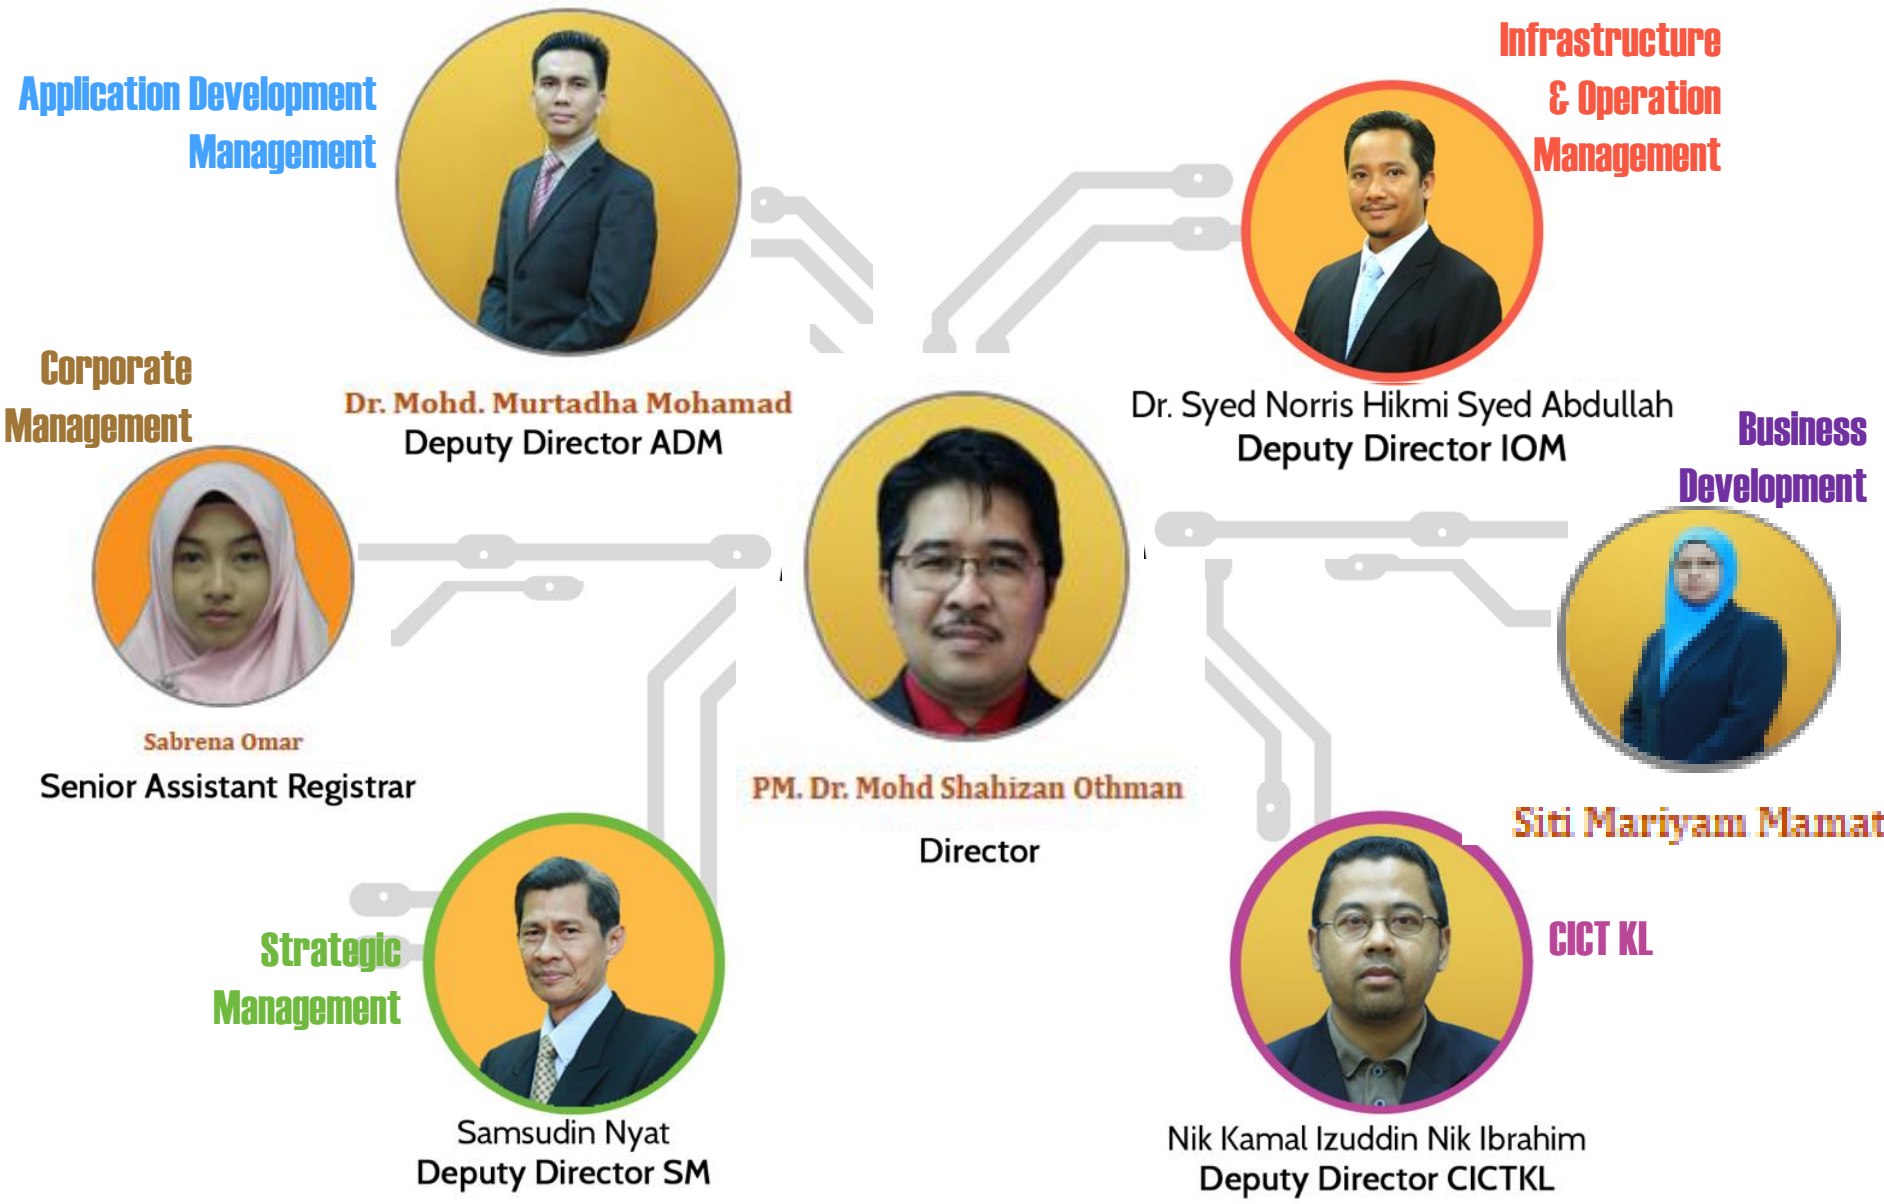 Application Development
Management
Dr. Mohd. Murtadha Mohamad
Deputy Director ADM
Infrastructure
& Operation
Management
Dr. Syed Norris Hikmi Syed Abdullah
Deputy Director IOM
Corporate
Management
Sabrena Omar
Senior Assistant Registrar
PM. Dr. Mohd Shahizan Othman
Director
Business
Development
Siti Mariyam Mamat
Strategic
Management
Samsudin Nyat
Deputy Director SM
CICT KL
Nik Kamal Izuddin Nik Ibrahim
Deputy Director CICTKL